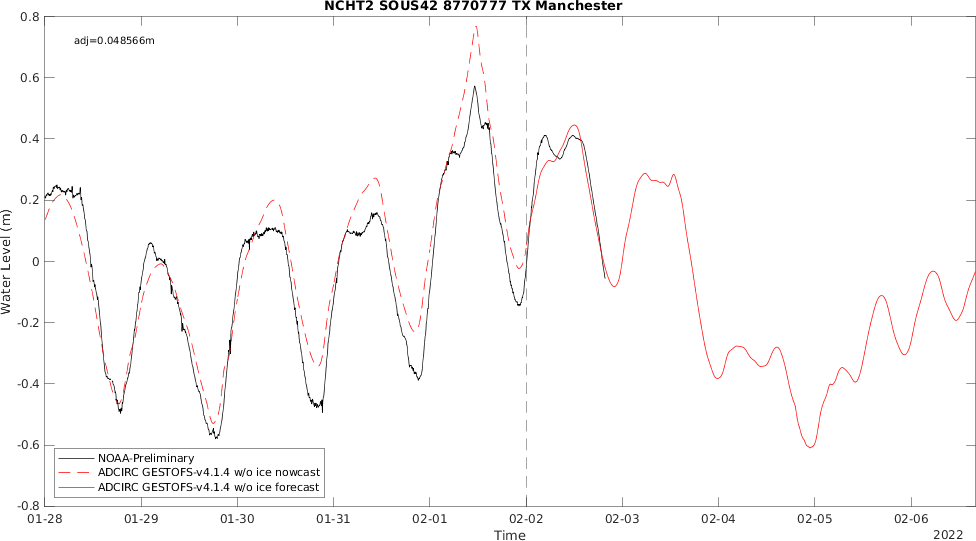 NCHT2 SOUS42 8770777 TX Manchester
adj=0.048566m
Water Level (m)
0.8
0.6
0.4
0.2
0
-0.2
-0.4
-0.6
-0.8
NOAA-Preliminary
ADCIRC GESTOFS-v4.1.4 w/o ice nowcast
ADCIRC GESTOFS-v4.1.4 w/o ice forecast
01-28 01-29 01-30 01-31 02-01 02-02 02-03 02-04 02-05 02-06
Time
2022